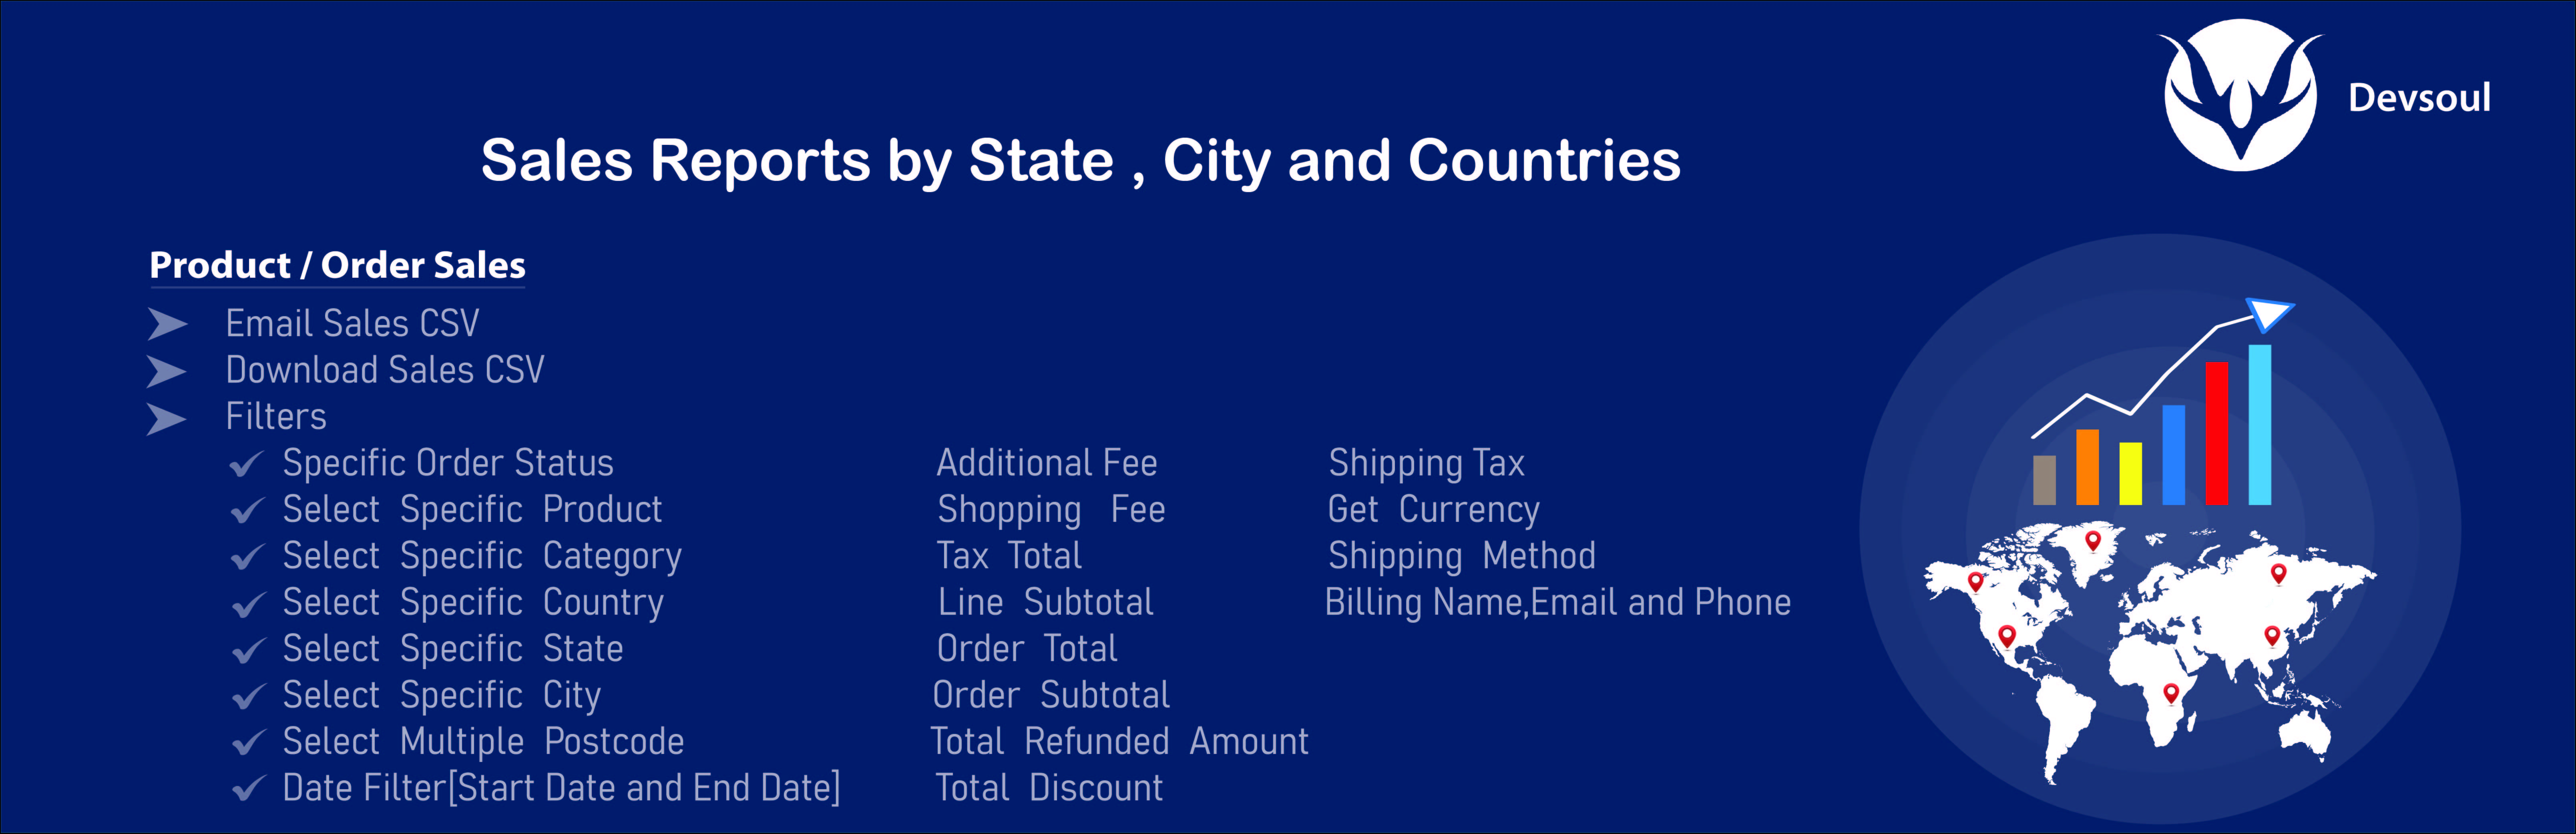 Devsoul
Sales Reports by State , City and Countries
Product / Order Sales
Email Sales CSV
Download Sales CSV
Filters
Specific Order Status
Select Specific Product
Select Specific Category
Select Specific Country
Select Specific State
Select Specific City
Select Multiple Postcode
Date Filter[Start Date and End Date]
Additional Fee
Shopping Fee
Tax Total
Line Subtotal
Order Total
Order Subtotal
Total Refunded Amount
Total Discount
Shipping Tax
Get Currency
Shipping Method
Billing Name,Email and Phone